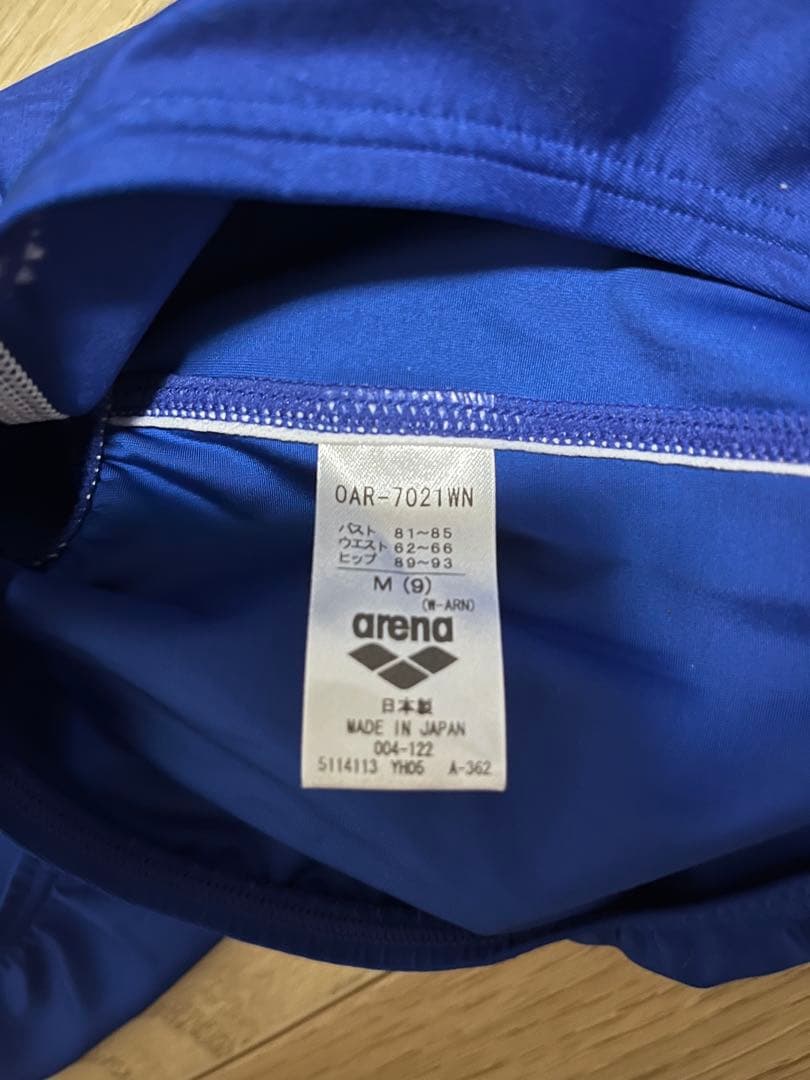 OAR-7021WN
バスト 81~85
ウエスト 62~66
ヒップ 89~93
M (9)
(W-ARN)
arena
日本製
MADE IN JAPAN
004-122
5114113 YH05 A-362